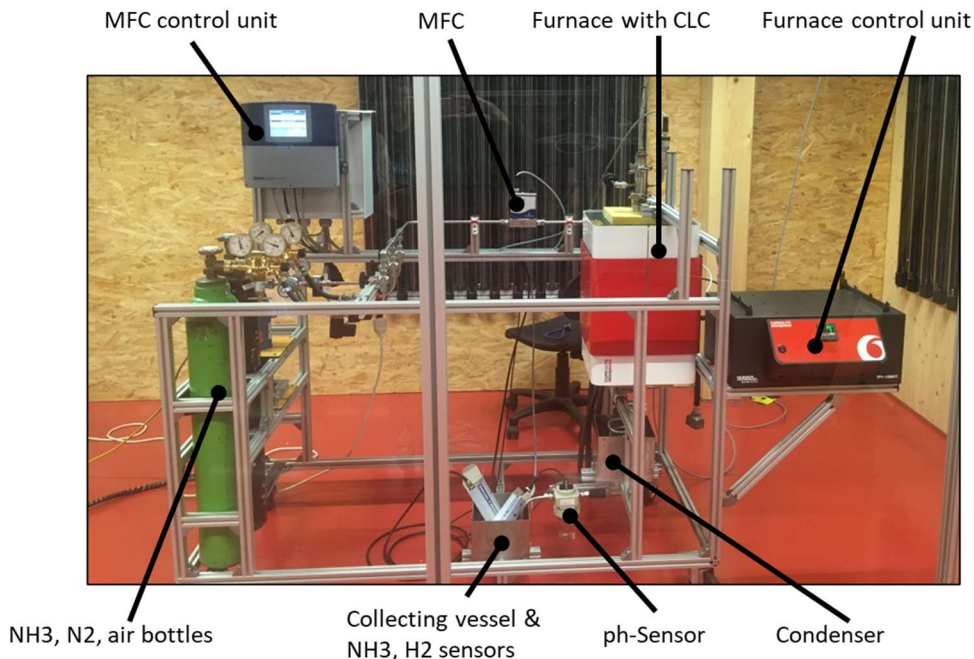 MFC control unit
MFC
Furnace with CLC
Furnace control unit
6
NH3, N2, air bottles
Collecting vessel &
NH3, H2 sensors
ph-Sensor
Condenser